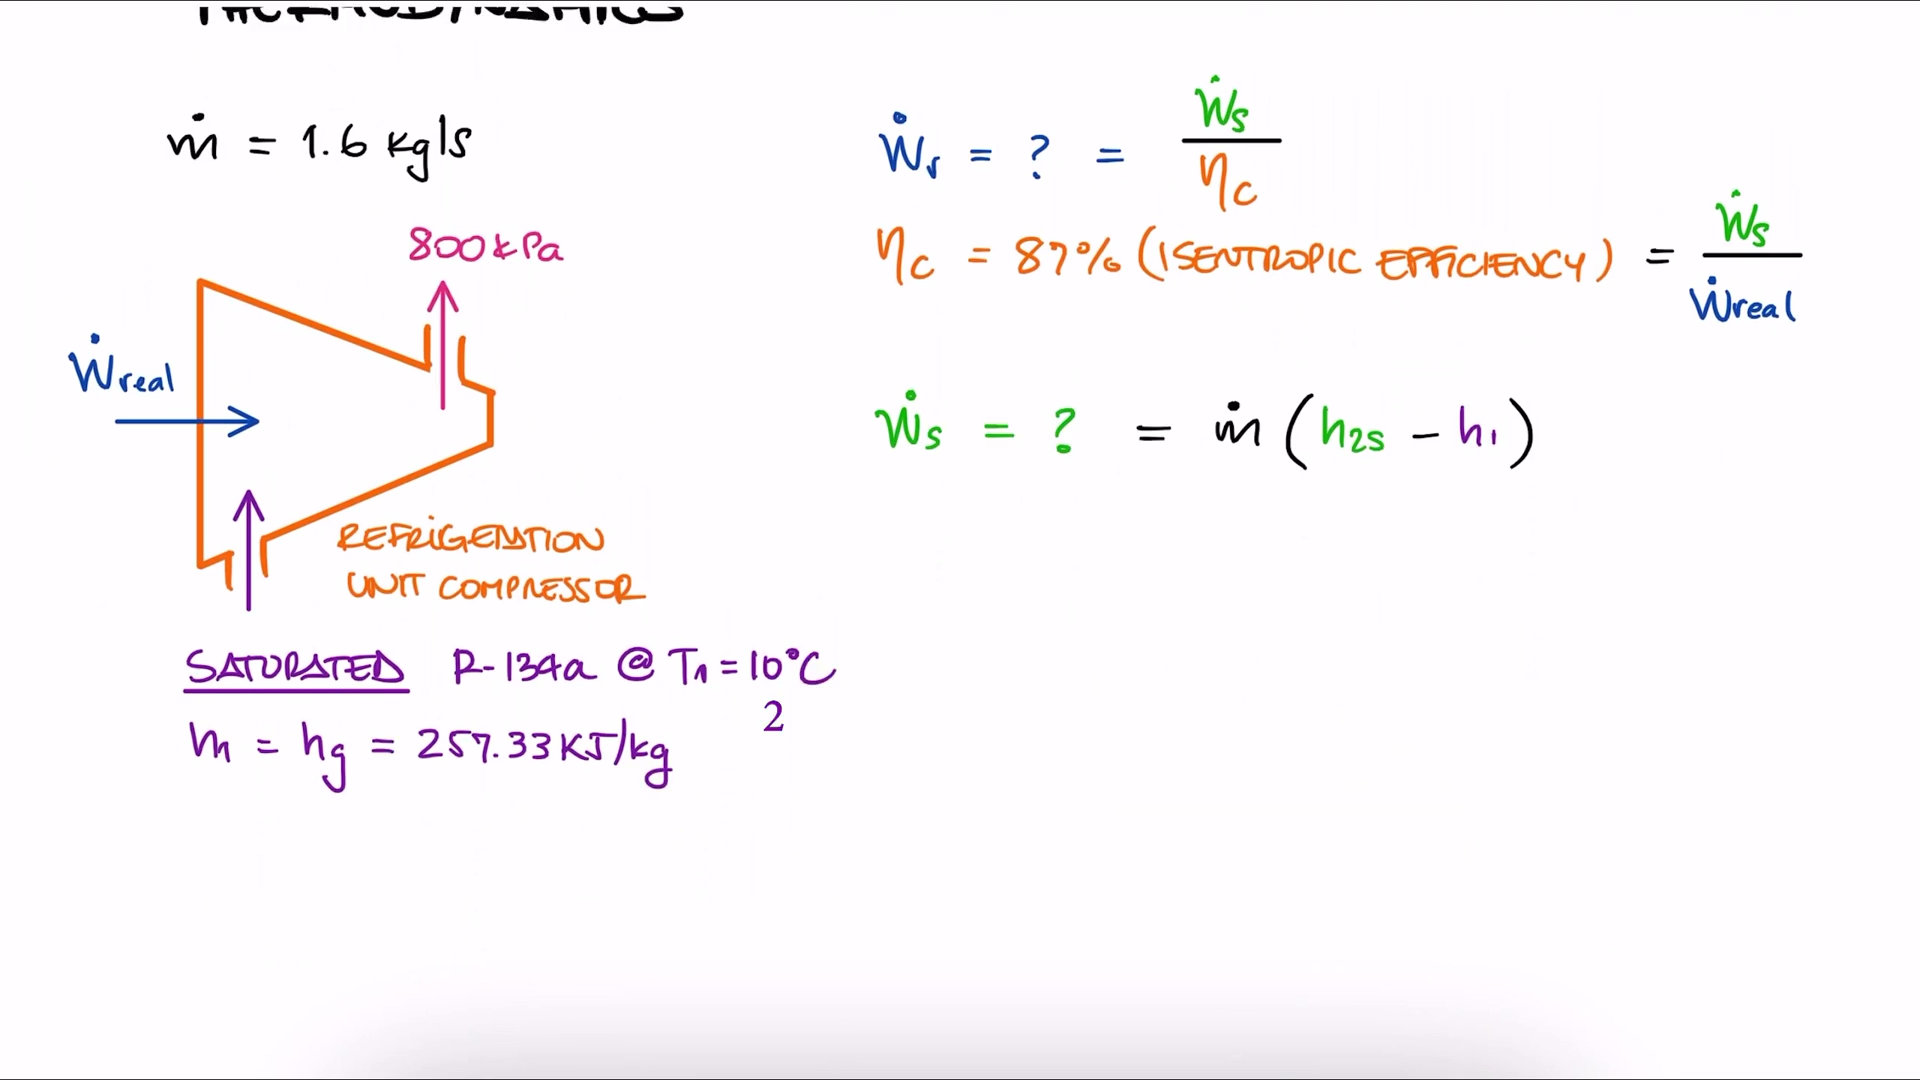 THERMODYNAMICS
ṁ = 1.6 kg/s
Ẇr = ? = Ẇs / ηc
ηc = 87% (ISENTROPIC EFFICIENCY) = Ẇs / Ẇreal
800 kPa
Ẇreal
Ẇs = ? = ṁ (h2s - h1)
REFRIGERATION
UNIT COMPRESSOR
SATURATED R-134a @ T1 = 10°C
2
h1 = hg = 257.33 KJ/kg